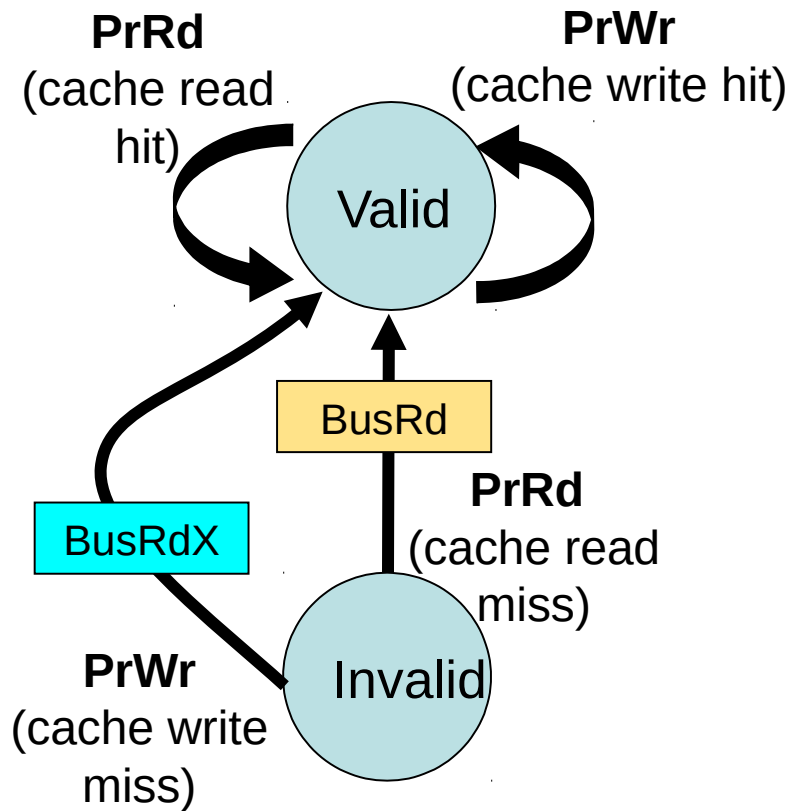 PrRd
(cache read
hit)
PrWr
(cache write hit)
Valid
BusRd
PrRd
(cache read
miss)
BusRdX
PrWr
(cache write
miss)
Invalid